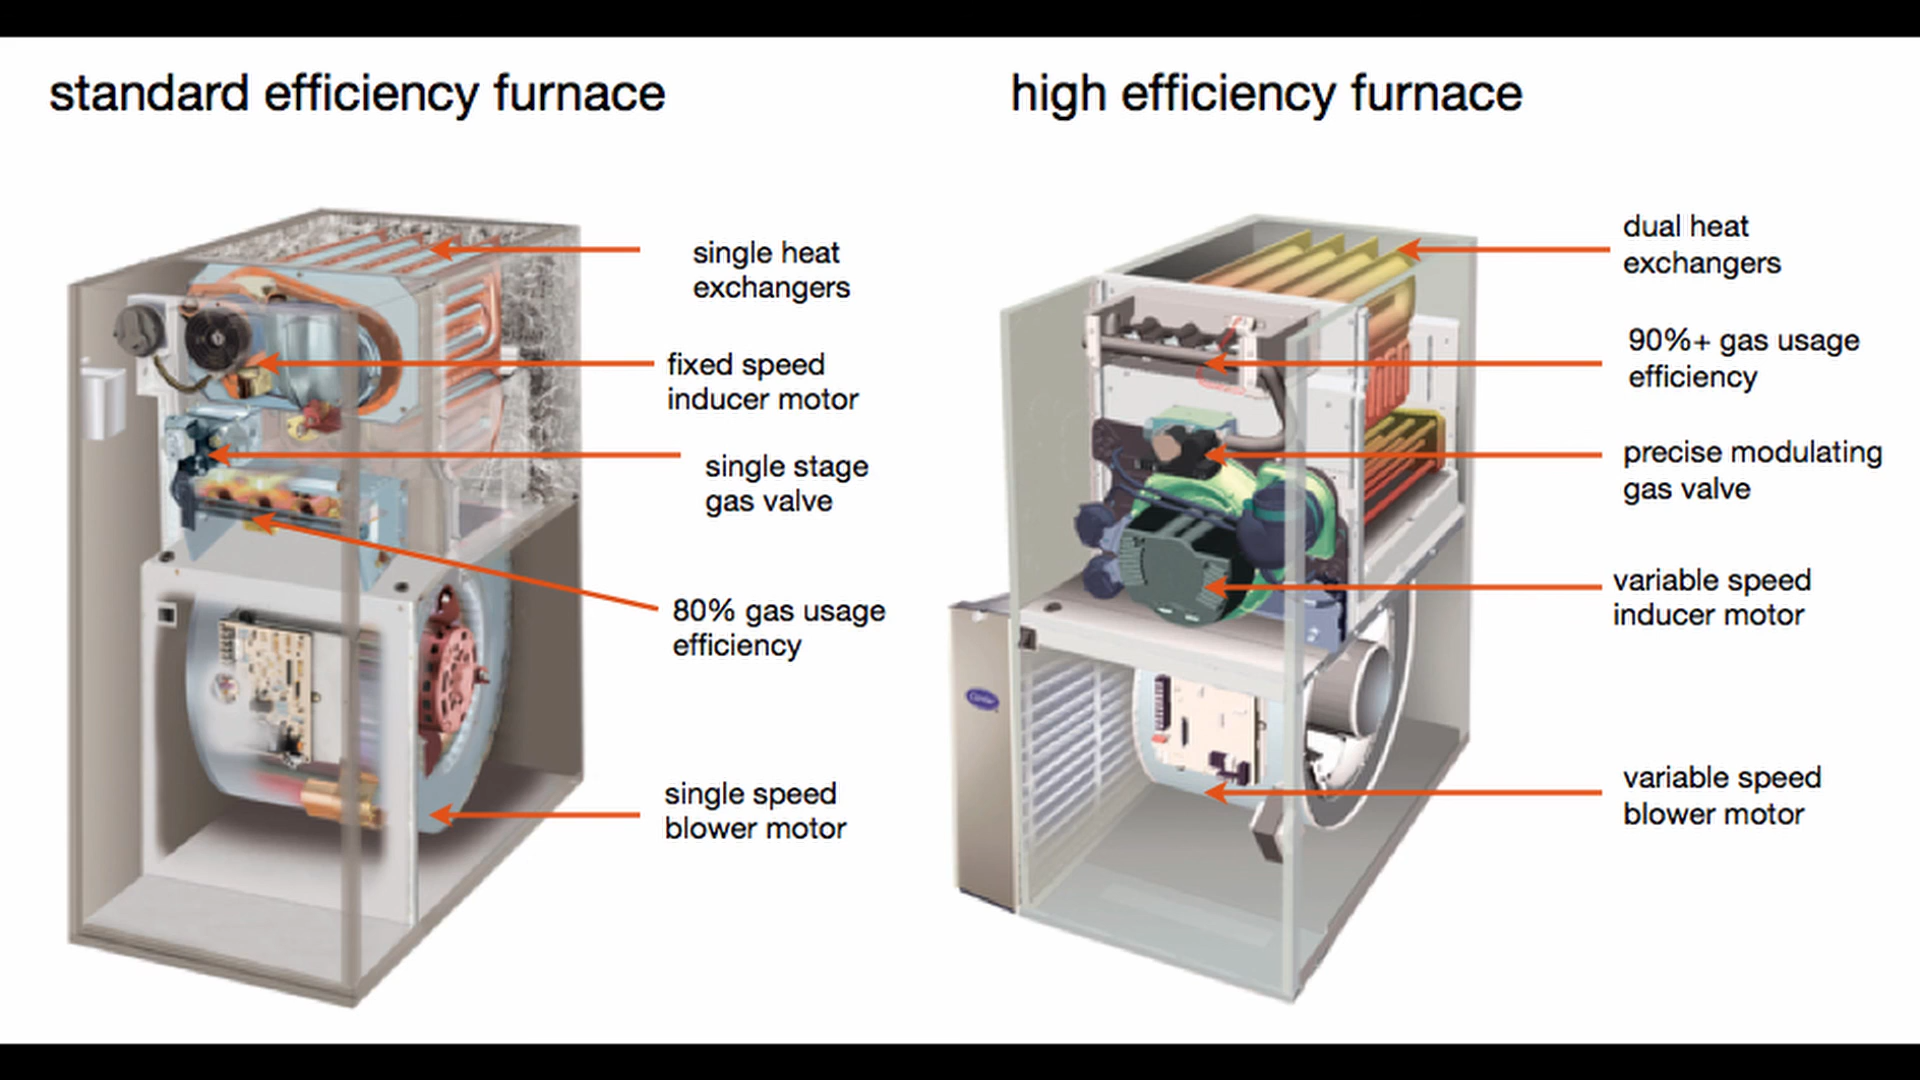 standard efficiency furnace
single heat
exchangers
fixed speed
inducer motor
single stage
gas valve
80% gas usage
efficiency
single speed
blower motor
high efficiency furnace
dual heat
exchangers
90%+ gas usage
efficiency
precise modulating
gas valve
variable speed
inducer motor
variable speed
blower motor